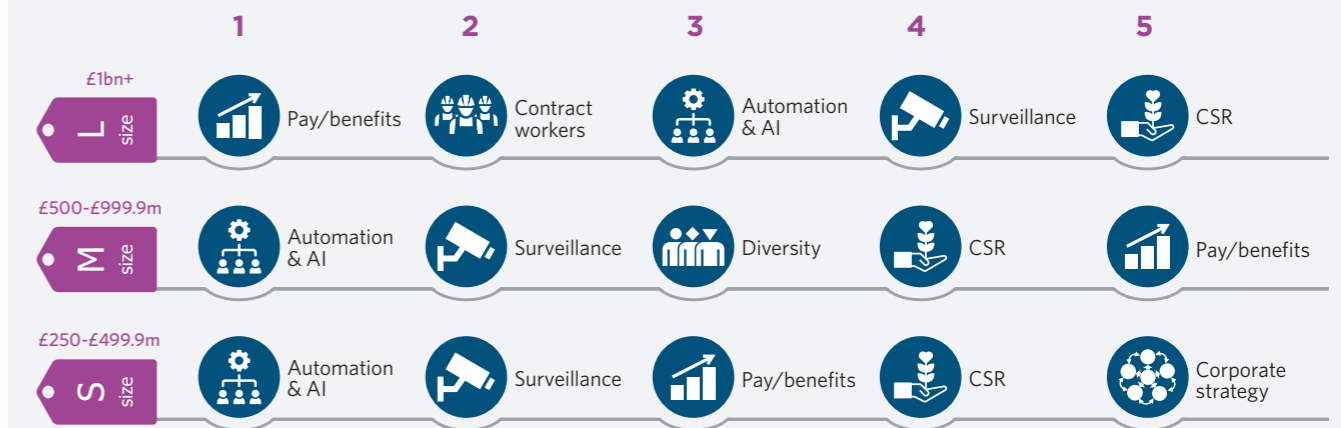 1 2 3 4 5
£1bn+
L size
Pay/benefits
Contract
workers
Automation
& AI
Surveillance
CSR
£500-£999.9m
M size
Automation
& AI
Surveillance
Diversity
CSR
Pay/benefits
£250-£499.9m
S size
Automation
& AI
Surveillance
Pay/benefits
CSR
Corporate
strategy